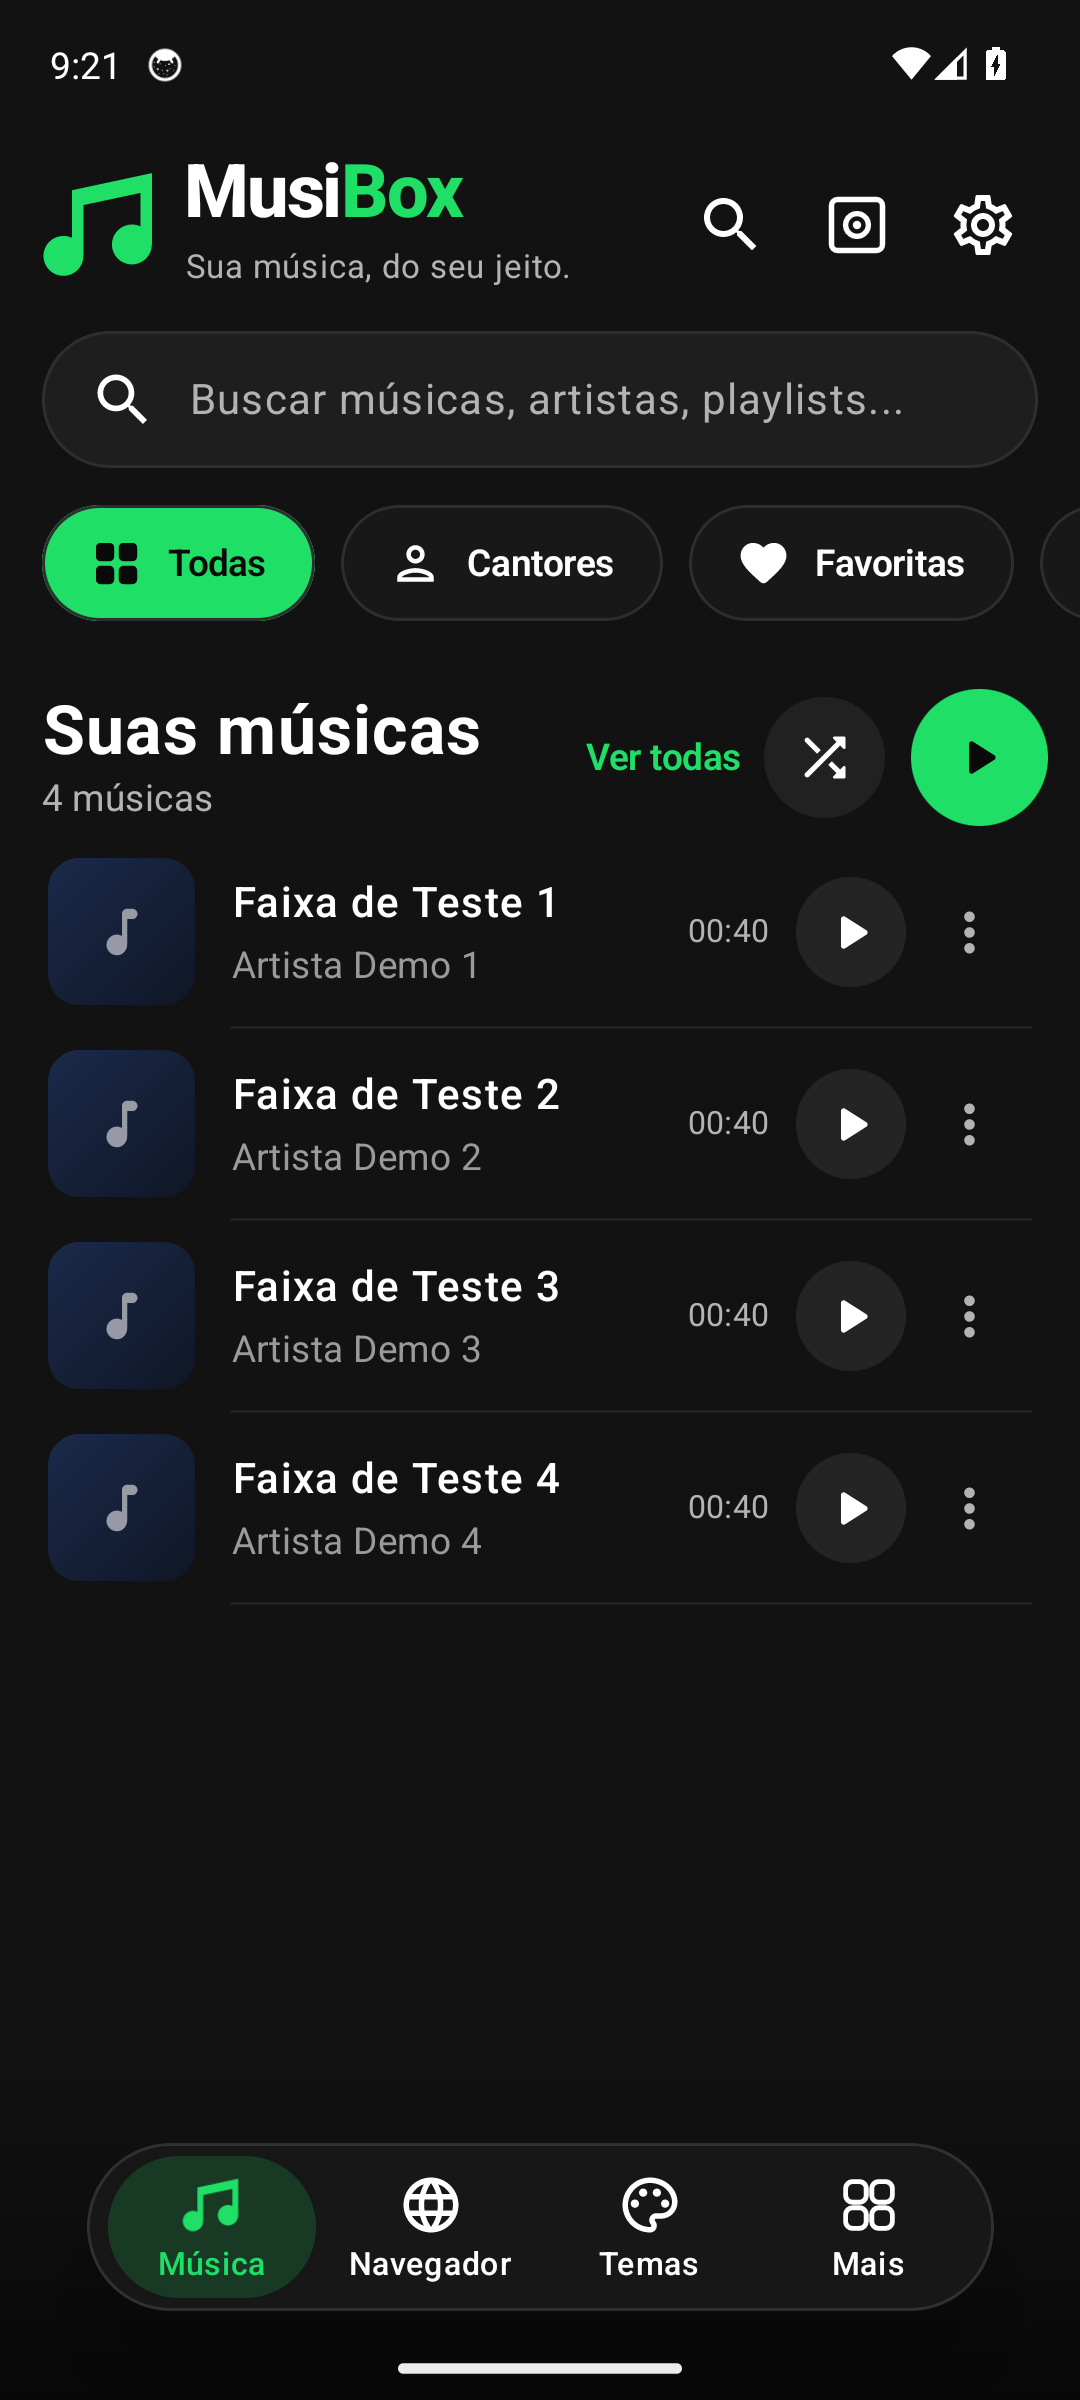 9:21
MusiBox
Sua música, do seu jeito.
Buscar músicas, artistas, playlists...
Todas
Cantores
Favoritas
Suas músicas
4 músicas
Ver todas
Faixa de Teste 1
Artista Demo 1
00:40
Faixa de Teste 2
Artista Demo 2
00:40
Faixa de Teste 3
Artista Demo 3
00:40
Faixa de Teste 4
Artista Demo 4
00:40
Música
Navegador
Temas
Mais